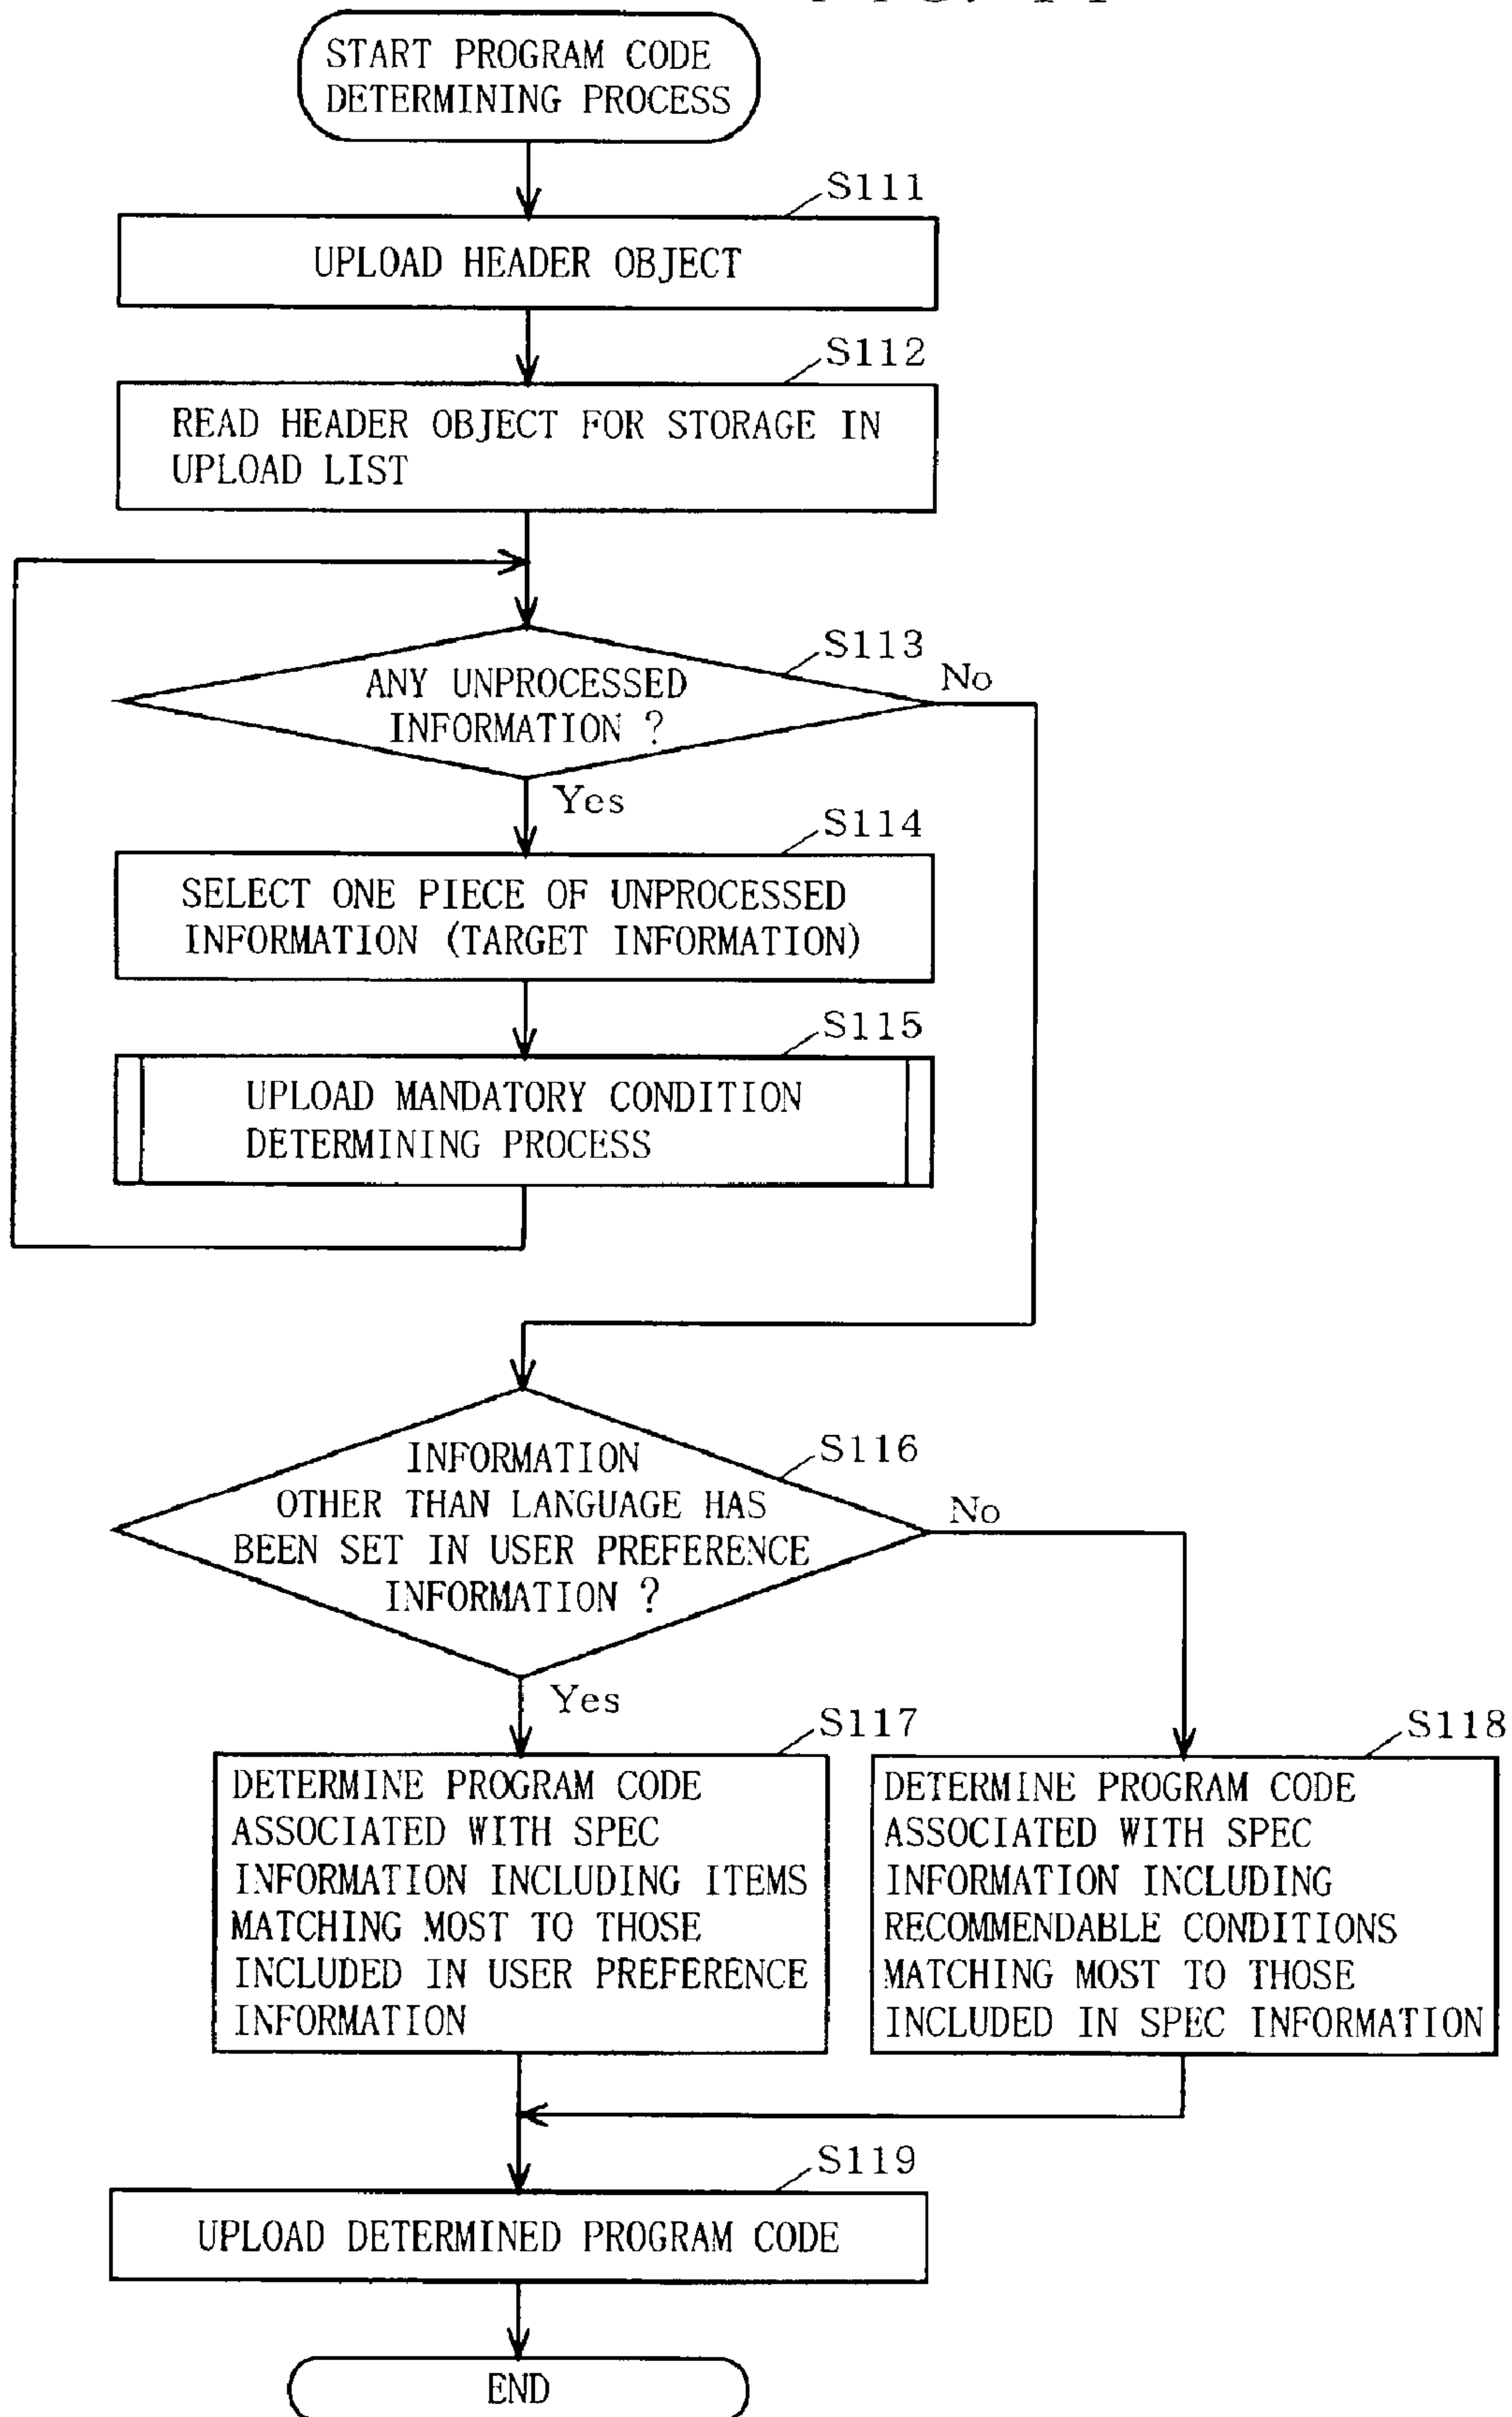 START PROGRAM CODE
DETERMINING PROCESS
S111
UPLOAD HEADER OBJECT
S112
READ HEADER OBJECT FOR STORAGE IN
UPLOAD LIST
S113
ANY UNPROCESSED
INFORMATION ?
No
Yes
S114
SELECT ONE PIECE OF UNPROCESSED
INFORMATION (TARGET INFORMATION)
S115
UPLOAD MANDATORY CONDITION
DETERMINING PROCESS
S116
INFORMATION
OTHER THAN LANGUAGE HAS
BEEN SET IN USER PREFERENCE
INFORMATION ?
No
Yes
S117
DETERMINE PROGRAM CODE
ASSOCIATED WITH SPEC
INFORMATION INCLUDING ITEMS
MATCHING MOST TO THOSE
INCLUDED IN USER PREFERENCE
INFORMATION
S118
DETERMINE PROGRAM CODE
ASSOCIATED WITH SPEC
INFORMATION INCLUDING
RECOMMENDABLE CONDITIONS
MATCHING MOST TO THOSE
INCLUDED IN SPEC INFORMATION
S119
UPLOAD DETERMINED PROGRAM CODE
END